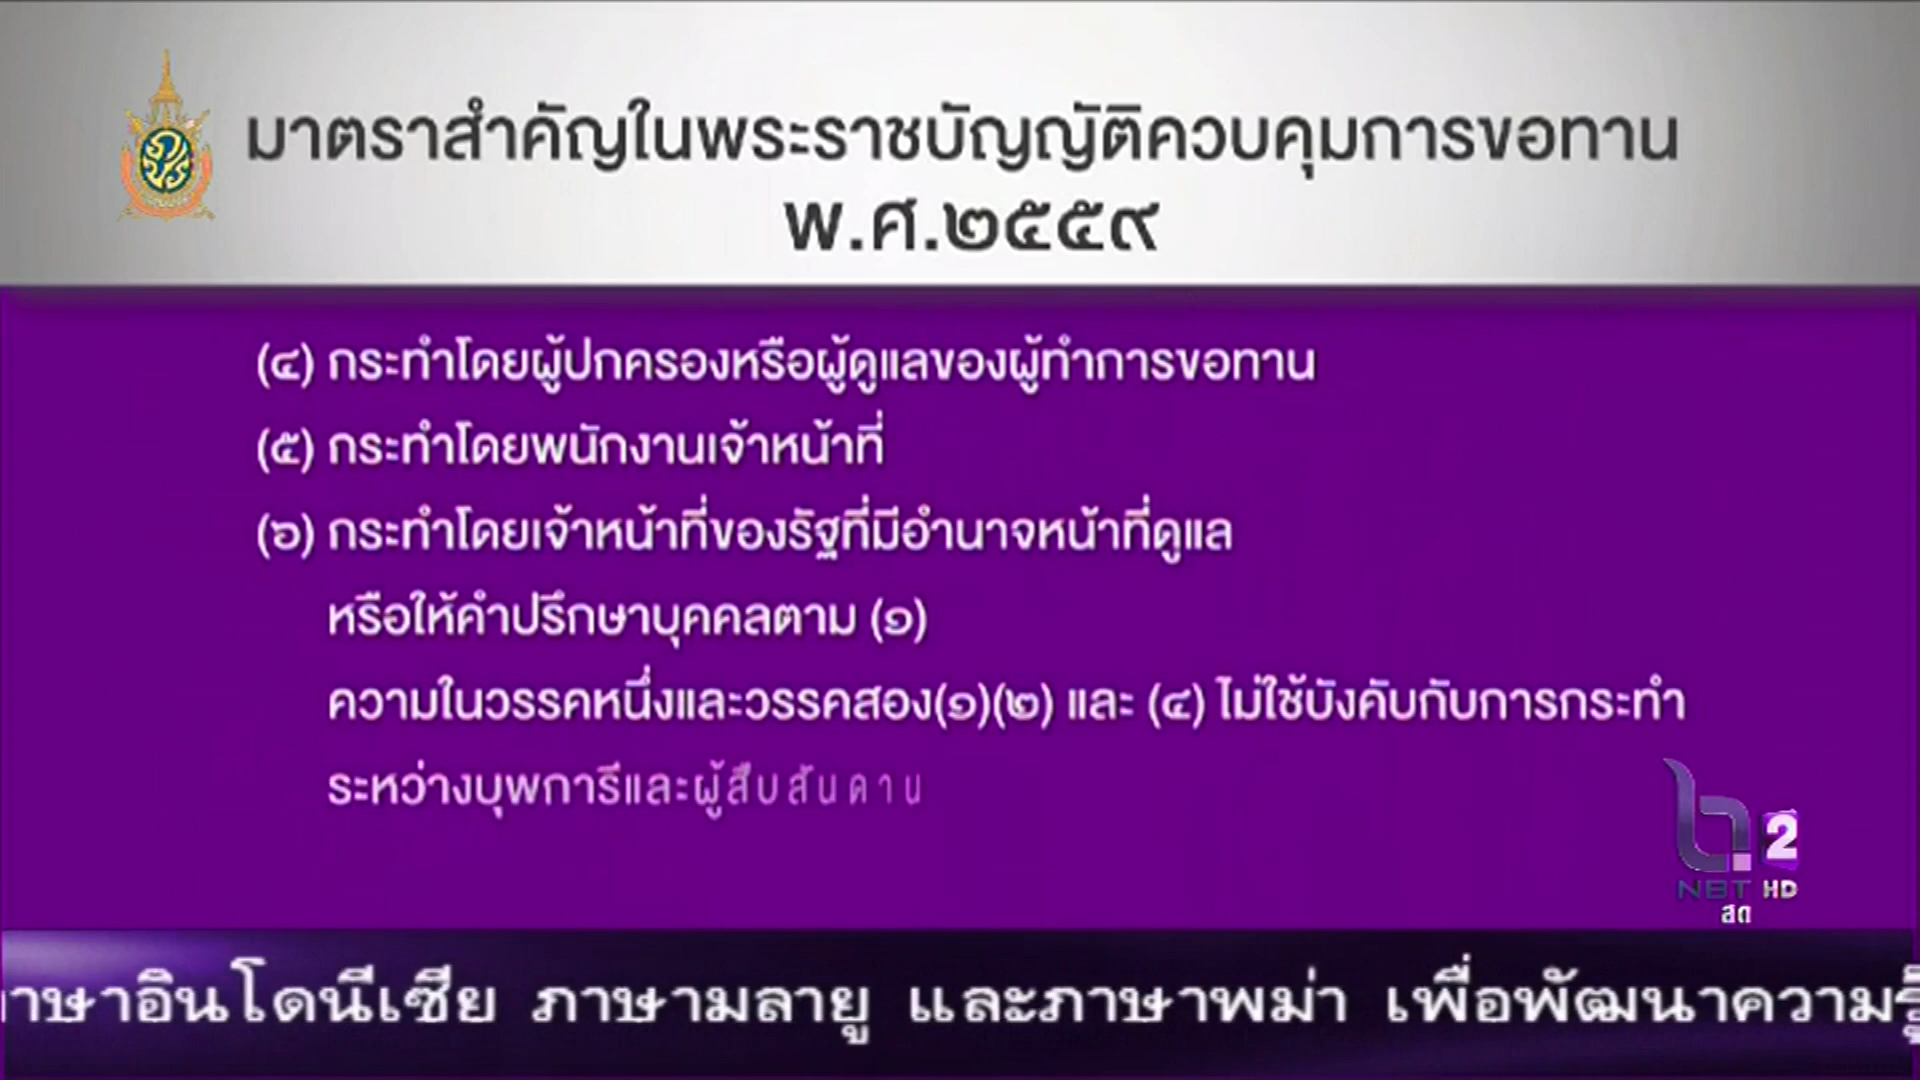 มาตราสำคัญในพระราชบัญญัติควบคุมการขอทาน
พ.ศ.๒๕๕๙
(๔) กระทำโดยผู้ปกครองหรือผู้ดูแลของผู้ทำการขอทาน
(๕) กระทำโดยพนักงานเจ้าหน้าที่
(๖) กระทำโดยเจ้าหน้าที่ของรัฐที่มีอำนาจหน้าที่ดูแล
หรือให้คำปรึกษาบุคคลตาม (๑)
ความในวรรคหนึ่งและวรรคสอง(๑)(๒) และ (๔) ไม่ใช้บังคับกับการกระทำ
ระหว่างบุพการีและผู้สืบสันดาน
2
NBT HD
สด
าษาอินโดนีเซีย ภาษามลายู และภาษาพม่า เพื่อพัฒนาความรู้